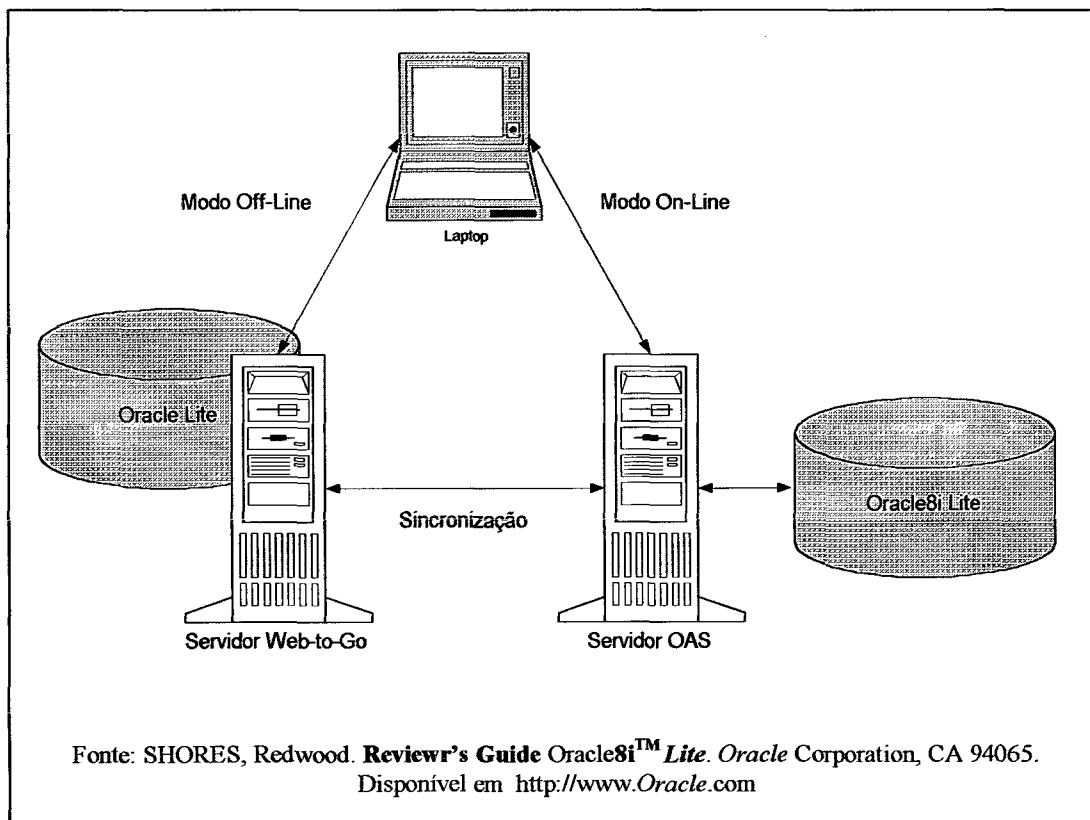 Modo Off-Line
Modo On-Line
Laptop
Oracle Lite
Oracle8i Lite
Sincronização
Servidor Web-to-Go
Servidor OAS
Fonte: SHORES, Redwood. Reviewr's Guide Oracle8i™ Lite. Oracle Corporation, CA 94065.
Disponível em http://www.Oracle.com